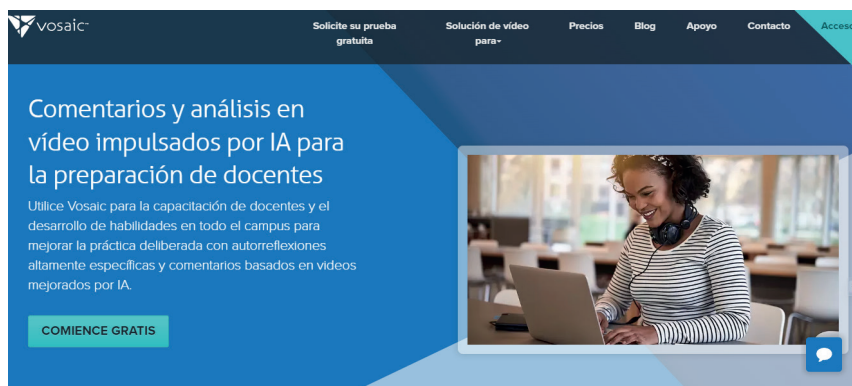 vosaic
Solicite su prueba
gratuita
Solución de vídeo
para
Precios
Blog
Apoyo
Contacto
Acceso
Comentarios y análisis en
vídeo impulsados por IA para
la preparación de docentes
Utilice Vosaic para la capacitación de docentes y el
desarrollo de habilidades en todo el campus para
mejorar la práctica deliberada con autorreflexiones
altamente específicas y comentarios basados en videos
mejorados por IA.
COMIENCE GRATIS